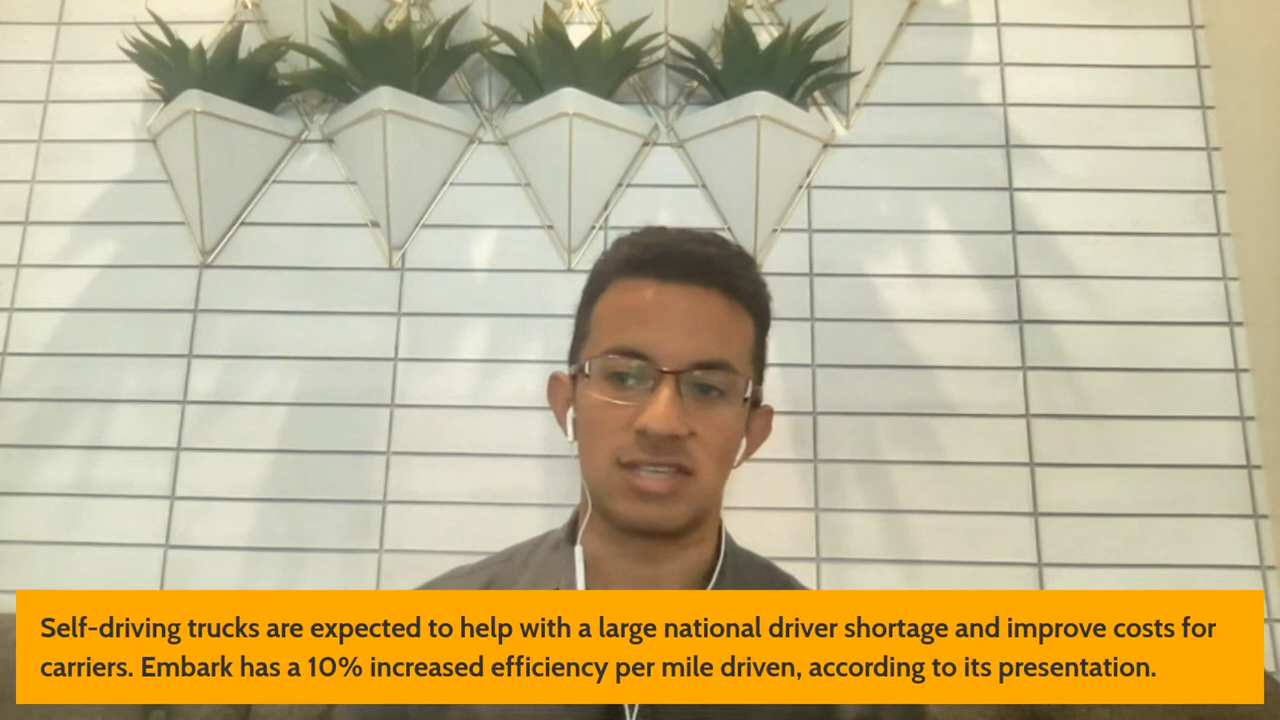 Self-driving trucks are expected to help with a large national driver shortage and improve costs for
carriers. Embark has a 10% increased efficiency per mile driven, according to its presentation.